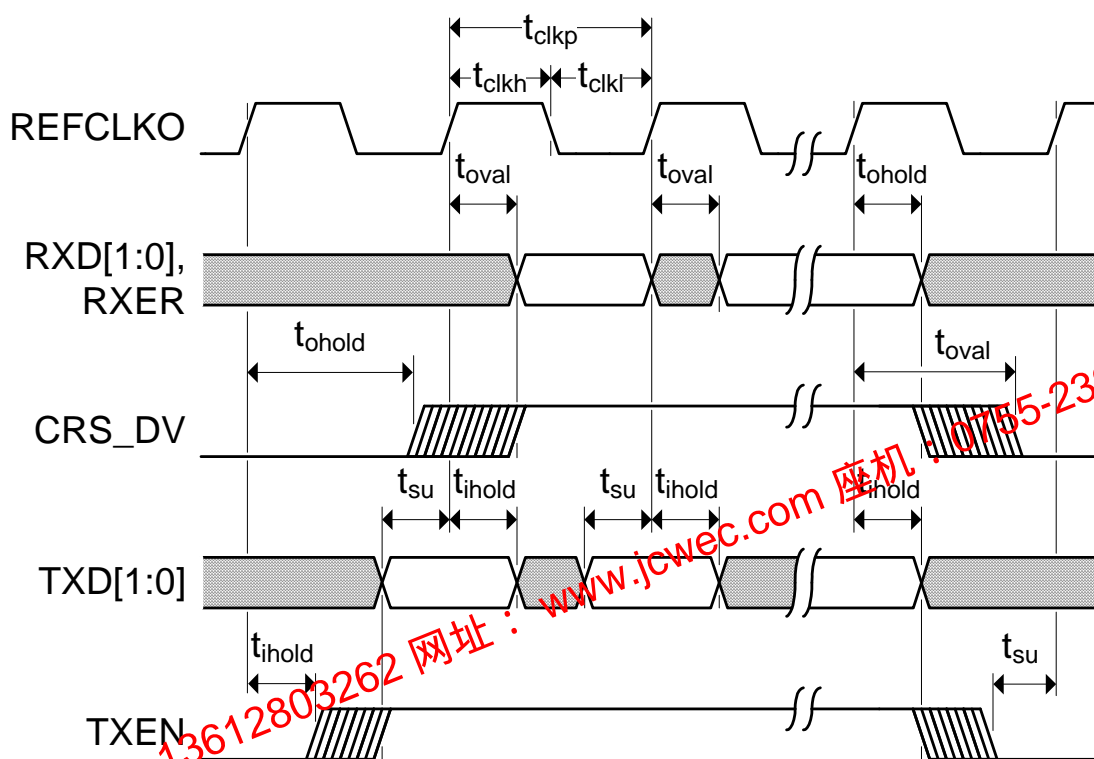 tclkp
tclkh tclkl
REFCLKO
toval toval tohold
RXD[1:0],
RXER
tohold toval
CRS_DV
tsu tihold tsu tihold tihold
TXD[1:0]
tihold tsu
TXEN
13612803262 网址： www.jcwec.com 座机：0755-23